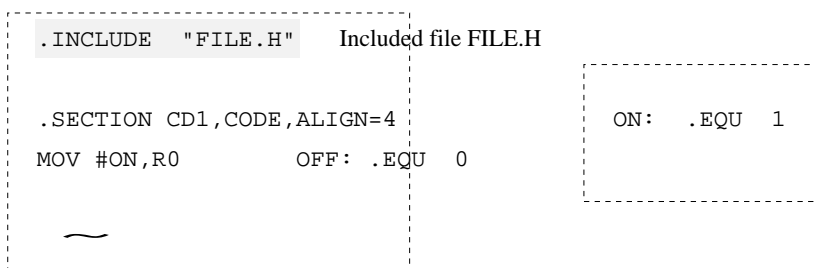 .INCLUDE "FILE.H" Included file FILE.H
.SECTION CD1,CODE,ALIGN=4 ON: .EQU 1
MOV #ON,R0 OFF: .EQU 0